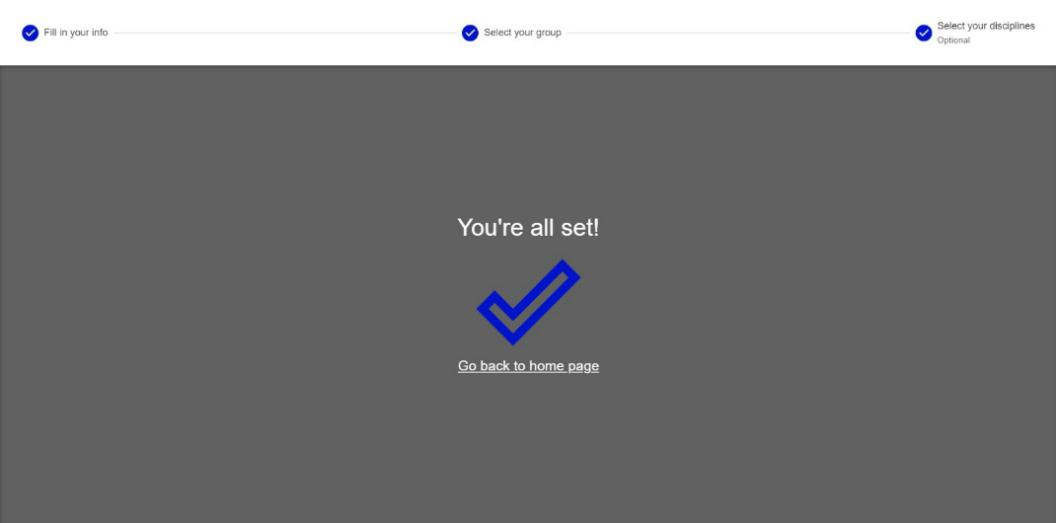 Fill in your info
Select your group
Select your disciplines
Optional
You're all set!
Go back to home page